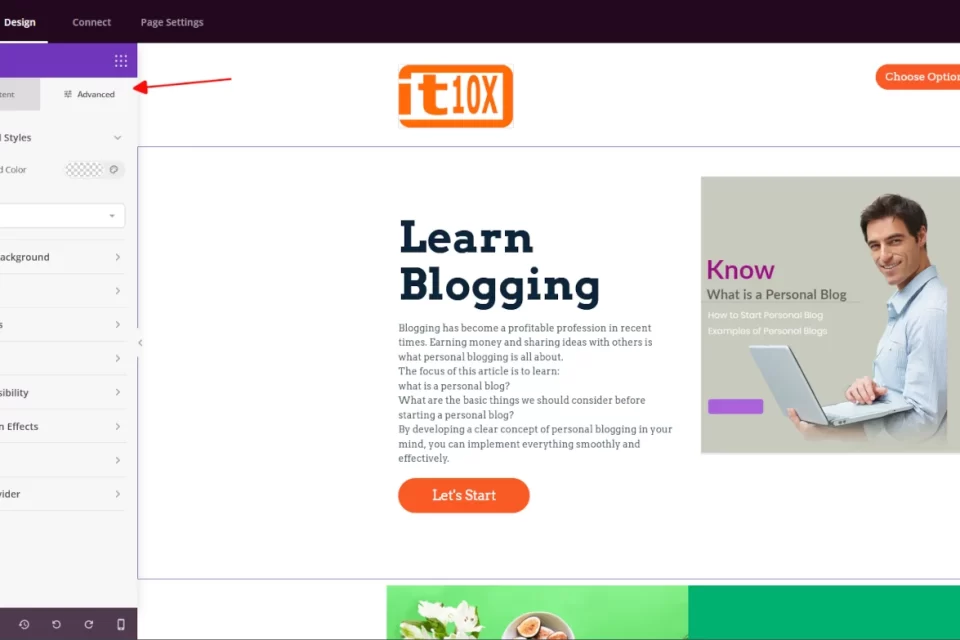 Design
Connect
Page Settings
tent
Advanced
l Styles
d Color
ackground
s
sibility
n Effects
vider
it10X
Choose Option
Learn
Blogging
Blogging has become a profitable profession in recent
times. Earning money and sharing ideas with others is
what personal blogging is all about.
The focus of this article is to learn:
what is a personal blog?
What are the basic things we should consider before
starting a personal blog?
By developing a clear concept of personal blogging in your
mind, you can implement everything smoothly and
effectively.
Let's Start
Know
What is a Personal Blog
How to Start Personal Blog
Examples of Personal Blogs